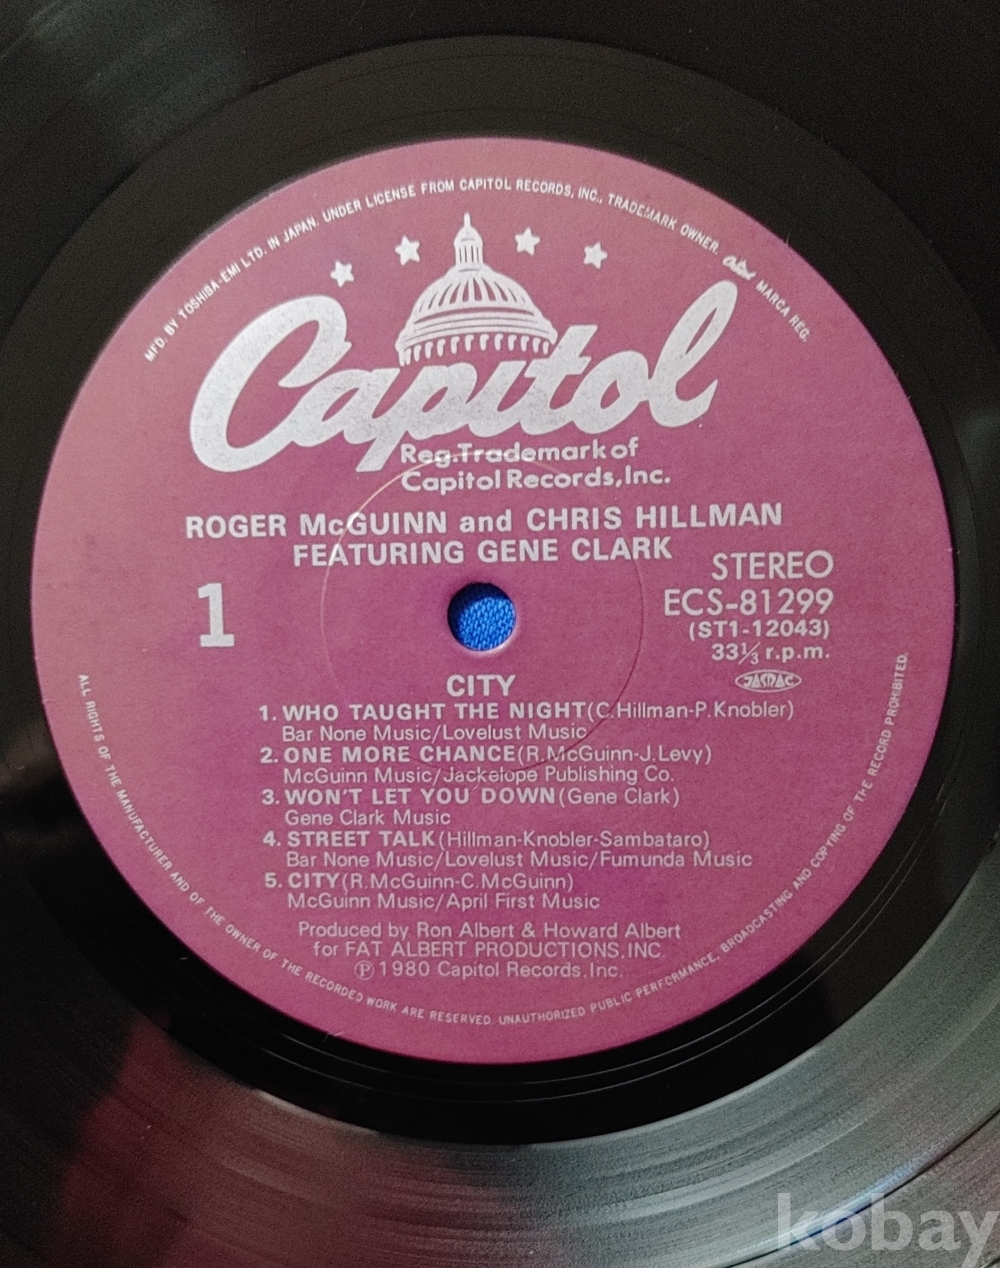 MFD. BY TOSHIBA-EMI LTD. IN JAPAN. UNDER LICENSE FROM CAPITOL RECORDS, INC., TRADEMARK OWNER. Capitol MARCA REG.
Capitol
Reg.Trademark of
Capitol Records,Inc.
ROGER McGUINN and CHRIS HILLMAN
FEATURING GENE CLARK
1
STEREO
ECS-81299
(ST1-12043)
33⅓ r.p.m.
JASRAC
CITY
1. WHO TAUGHT THE NIGHT(C.Hillman-P.Knobler)
Bar None Music/Lovelust Music
2. ONE MORE CHANCE(R.McGuinn-J.Levy)
McGuinn Music/Jackelope Publishing Co.
3. WON'T LET YOU DOWN(Gene Clark)
Gene Clark Music
4. STREET TALK(Hillman-Knobler-Sambataro)
Bar None Music/Lovelust Music/Fumunda Music
5. CITY(R.McGuinn-C.McGuinn)
McGuinn Music/April First Music
Produced by Ron Albert & Howard Albert
for FAT ALBERT PRODUCTIONS,INC
℗1980 Capitol Records,Inc.
ALL RIGHTS OF THE MANUFACTURER AND OF THE OWNER OF THE RECORDED WORK ARE RESERVED. UNAUTHORIZED PUBLIC PERFORMANCE, BROADCASTING AND COPYING OF THE RECORD PROHIBITED.
kobay